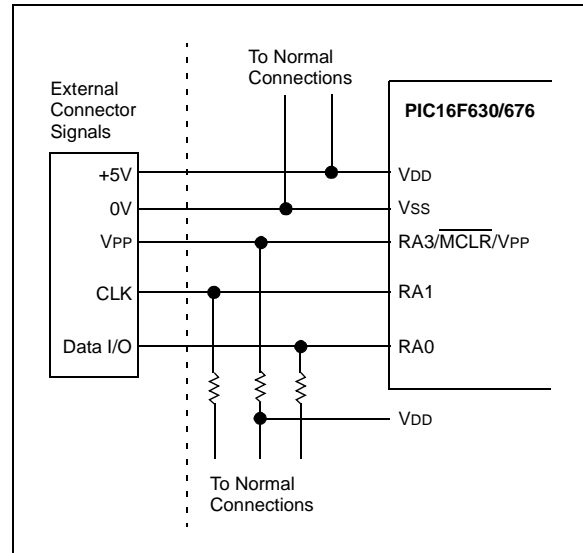 To Normal
Connections
External
Connector
Signals
PIC16F630/676
+5V
VDD
0V
VSS
VPP
RA3/MCLR/VPP
CLK
RA1
Data I/O
RA0
VDD
To Normal
Connections